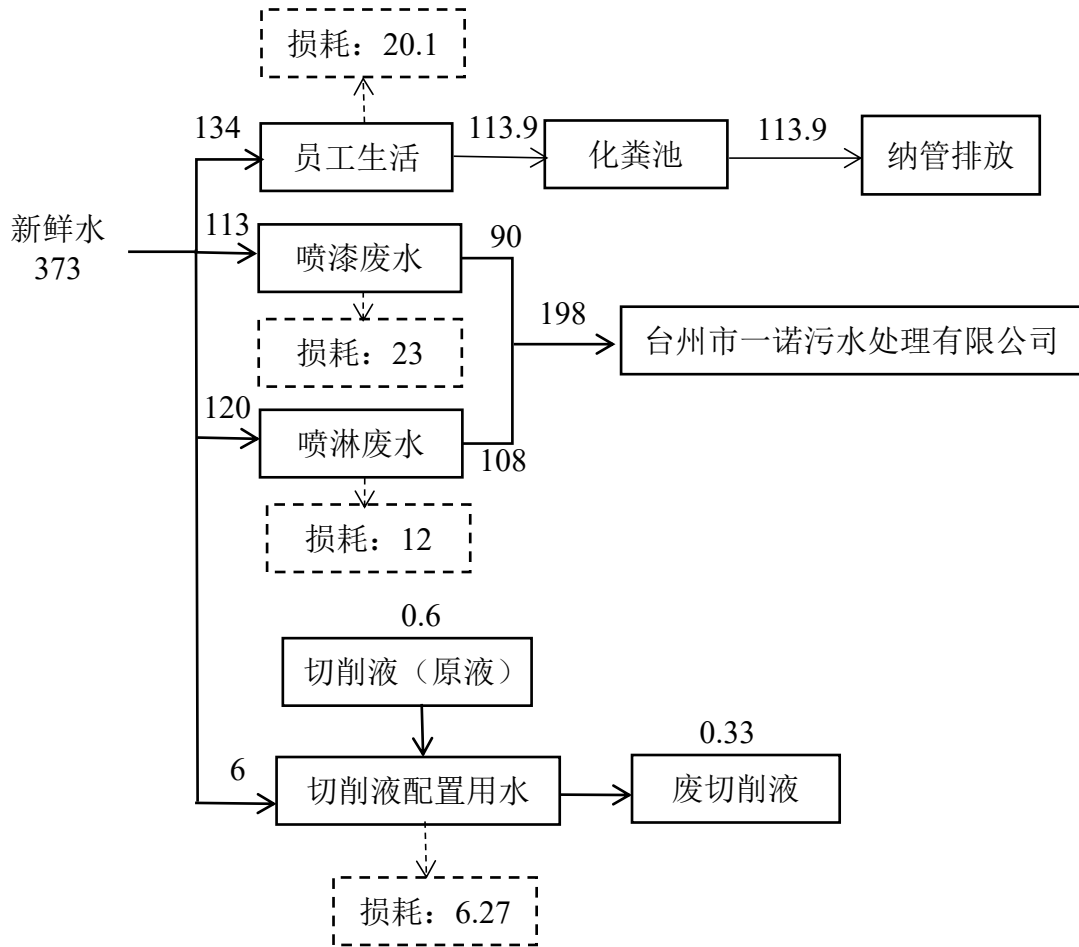 损耗：20.1
134
员工生活
113.9
化粪池
113.9
纳管排放
新鲜水
373
113
喷漆废水
90
损耗：23
198
台州市一诺污水处理有限公司
120
喷淋废水
108
损耗：12
0.6
切削液（原液）
6
切削液配置用水
0.33
废切削液
损耗：6.27